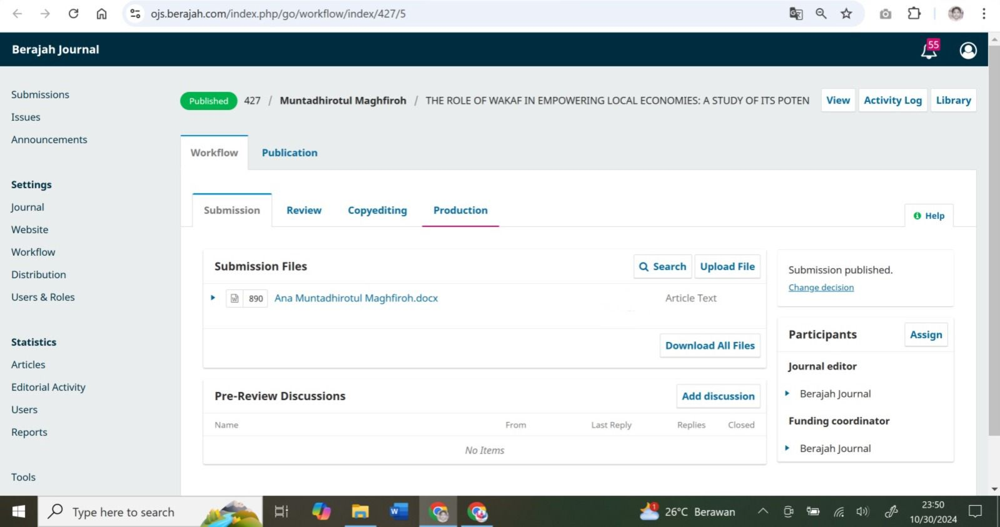 ojs.berajah.com/index.php/go/workflow/index/427/5
Berajah Journal
55
Submissions
Issues
Announcements
Settings
Journal
Website
Workflow
Distribution
Users & Roles
Statistics
Articles
Editorial Activity
Users
Reports
Tools
Published 427 / Muntadhirotul Maghfiroh / THE ROLE OF WAKAF IN EMPOWERING LOCAL ECONOMIES: A STUDY OF ITS POTEN
View Activity Log Library
Workflow Publication
Submission Review Copyediting Production
Help
Submission Files
Search Upload File
890 Ana Muntadhirotul Maghfiroh.docx Article Text
Download All Files
Pre-Review Discussions
Add discussion
Name From Last Reply Replies Closed
No Items
Submission published.
Change decision
Participants Assign
Journal editor
Berajah Journal
Funding coordinator
Berajah Journal
Type here to search
1
26°C Berawan
23:50
10/30/2024